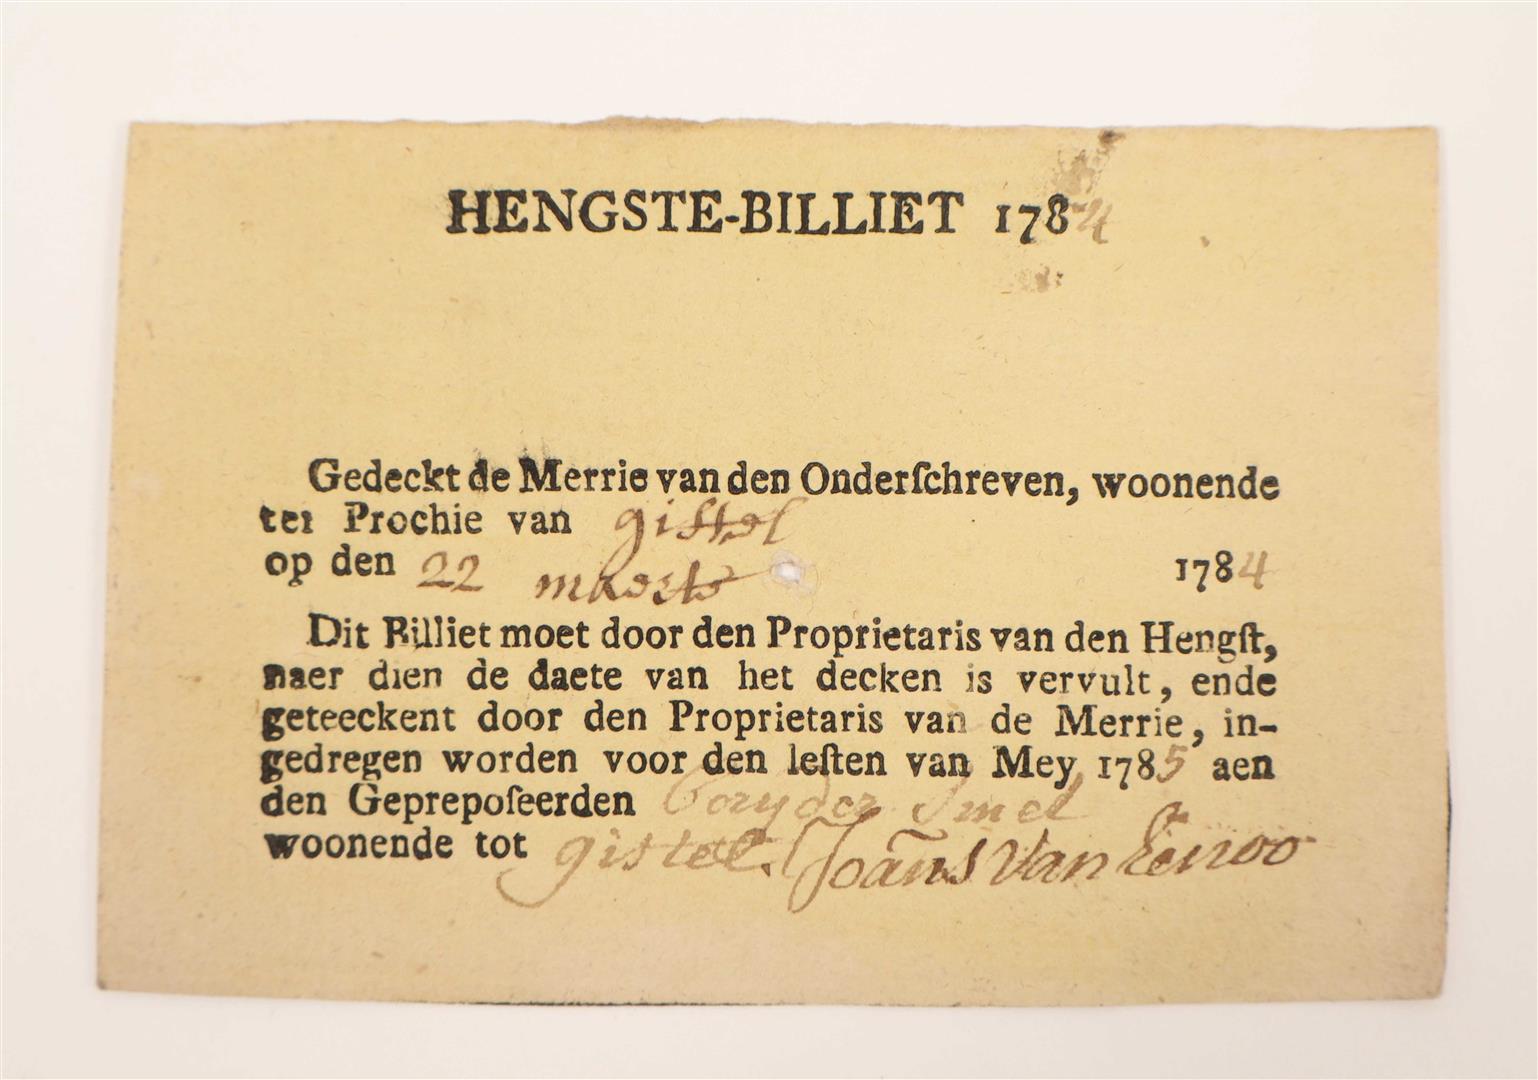 HENGSTE-BILLIET 1784
Gedeckt de Merrie van den Onderſchreven, woonende
ter Prochie van gistel
op den 22 maerte 1784
Dit Billiet moet door den Proprietaris van den Hengſt,
naer dien de daete van het decken is vervult, ende
geteeckent door den Proprietaris van de Merrie, in-
gedregen worden voor den leſten van Mey 1785 aen
den Geprepoſeerden
woonende tot gistel. Joãns Van